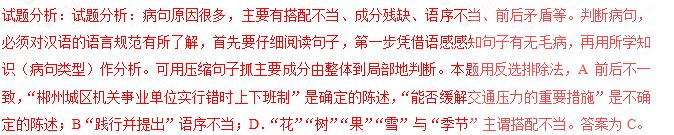 试题分析：试题分析：病句原因很多，主要有搭配不当、成分残缺、语序不当、前后矛盾等。判断病句，
必须对汉语的语言规范有所了解，首先要仔细阅读句子，第一步凭借语感感知句子有无毛病，再用所学知
识（病句类型）作分析。可用压缩句子抓主要成分由整体到局部地判断。本题用反选排除法，A 前后不一
致，“郴州城区机关事业单位实行错时上下班制”是确定的陈述，“能否缓解交通压力的重要措施”是不确
定的陈述；B“践行并提出”语序不当；D．“花”“树”“果”“雪” 与“季节” 主谓搭配不当。答案为 C。